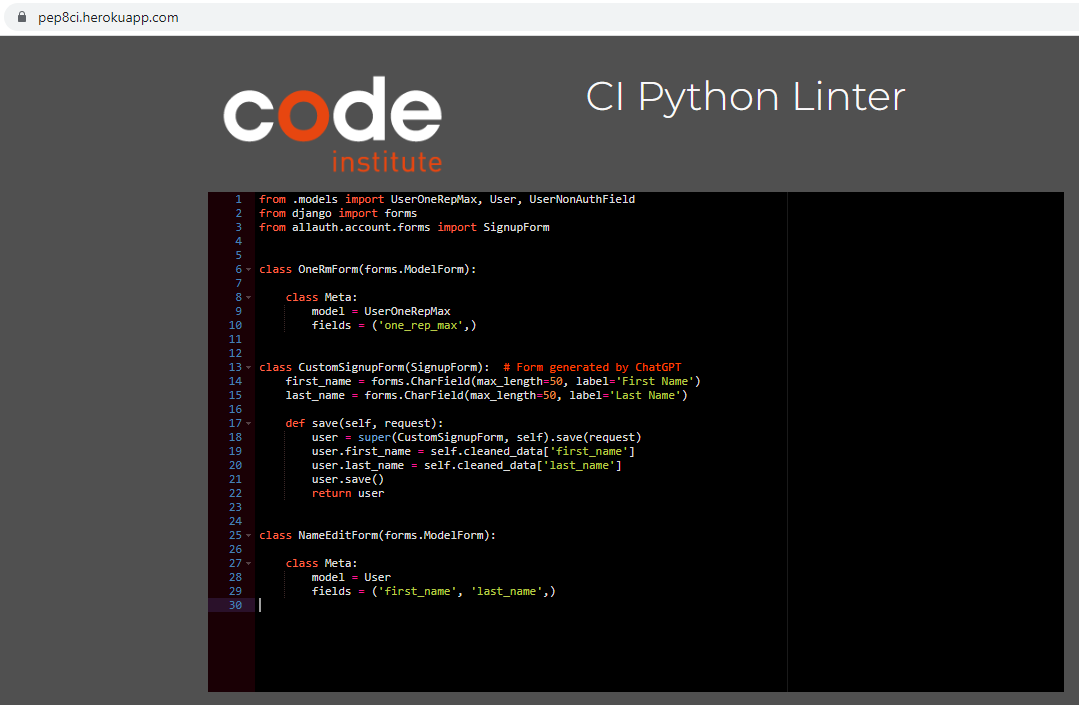 pep8ci.herokuapp.com
code
institute
CI Python Linter
1 from .models import UserOneRepMax, User, UserNonAuthField
2 from django import forms
3 from allauth.account.forms import SignupForm
4
5
6 class OneRmForm(forms.ModelForm):
7
8     class Meta:
9         model = UserOneRepMax
10         fields = ('one_rep_max',)
11
12
13 class CustomSignupForm(SignupForm):  # Form generated by ChatGPT
14     first_name = forms.CharField(max_length=50, label='First Name')
15     last_name = forms.CharField(max_length=50, label='Last Name')
16
17     def save(self, request):
18         user = super(CustomSignupForm, self).save(request)
19         user.first_name = self.cleaned_data['first_name']
20         user.last_name = self.cleaned_data['last_name']
21         user.save()
22         return user
23
24
25 class NameEditForm(forms.ModelForm):
26
27     class Meta:
28         model = User
29         fields = ('first_name', 'last_name',)
30